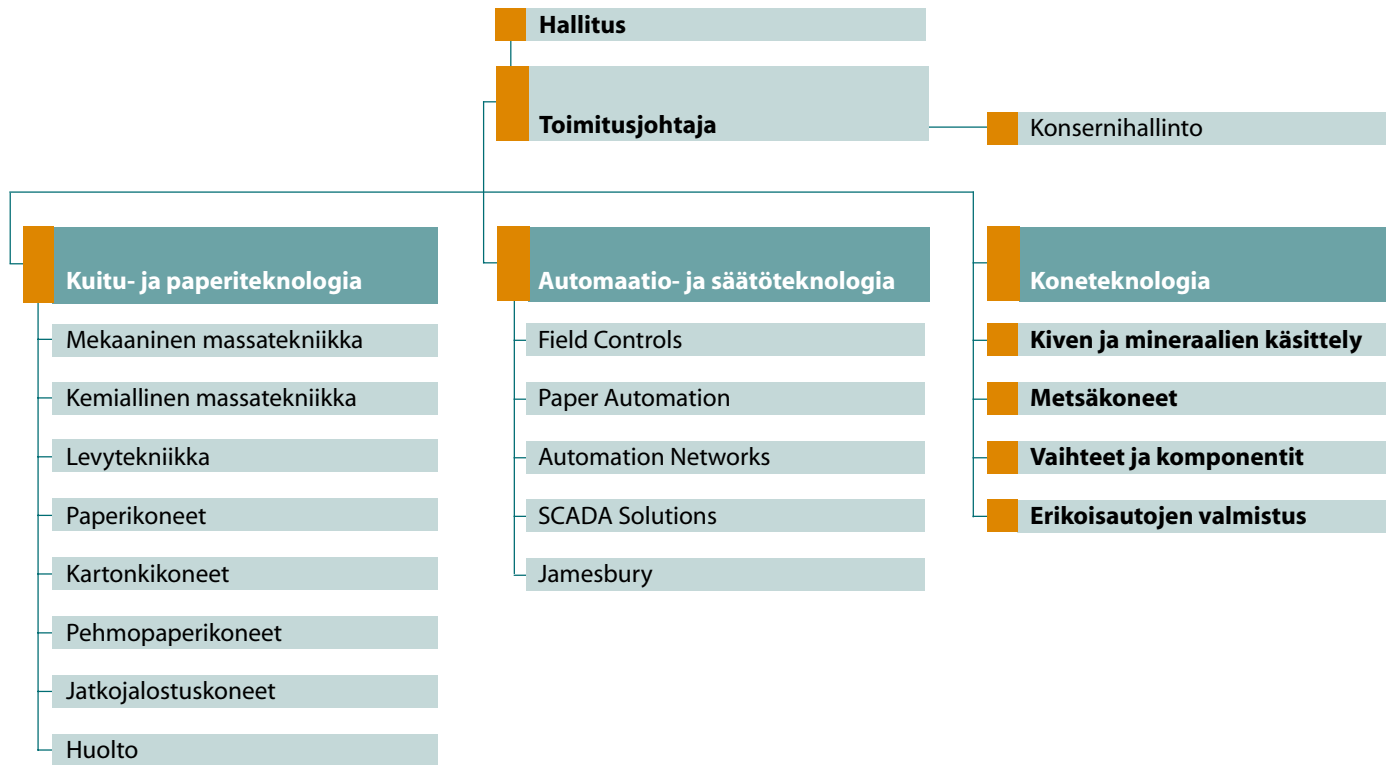 Hallitus
Toimitusjohtaja
Konsernihallinto
Kuitu- ja paperiteknologia
Mekaaninen massatekniikka
Kemiallinen massatekniikka
Levytekniikka
Paperikoneet
Kartonkikoneet
Pehmopaperikoneet
Jatkojalostuskoneet
Huolto
Automaatio- ja säätöteknologia
Field Controls
Paper Automation
Automation Networks
SCADA Solutions
Jamesbury
Koneteknologia
Kiven ja mineraalien käsittely
Metsäkoneet
Vaihteet ja komponentit
Erikoisautojen valmistus